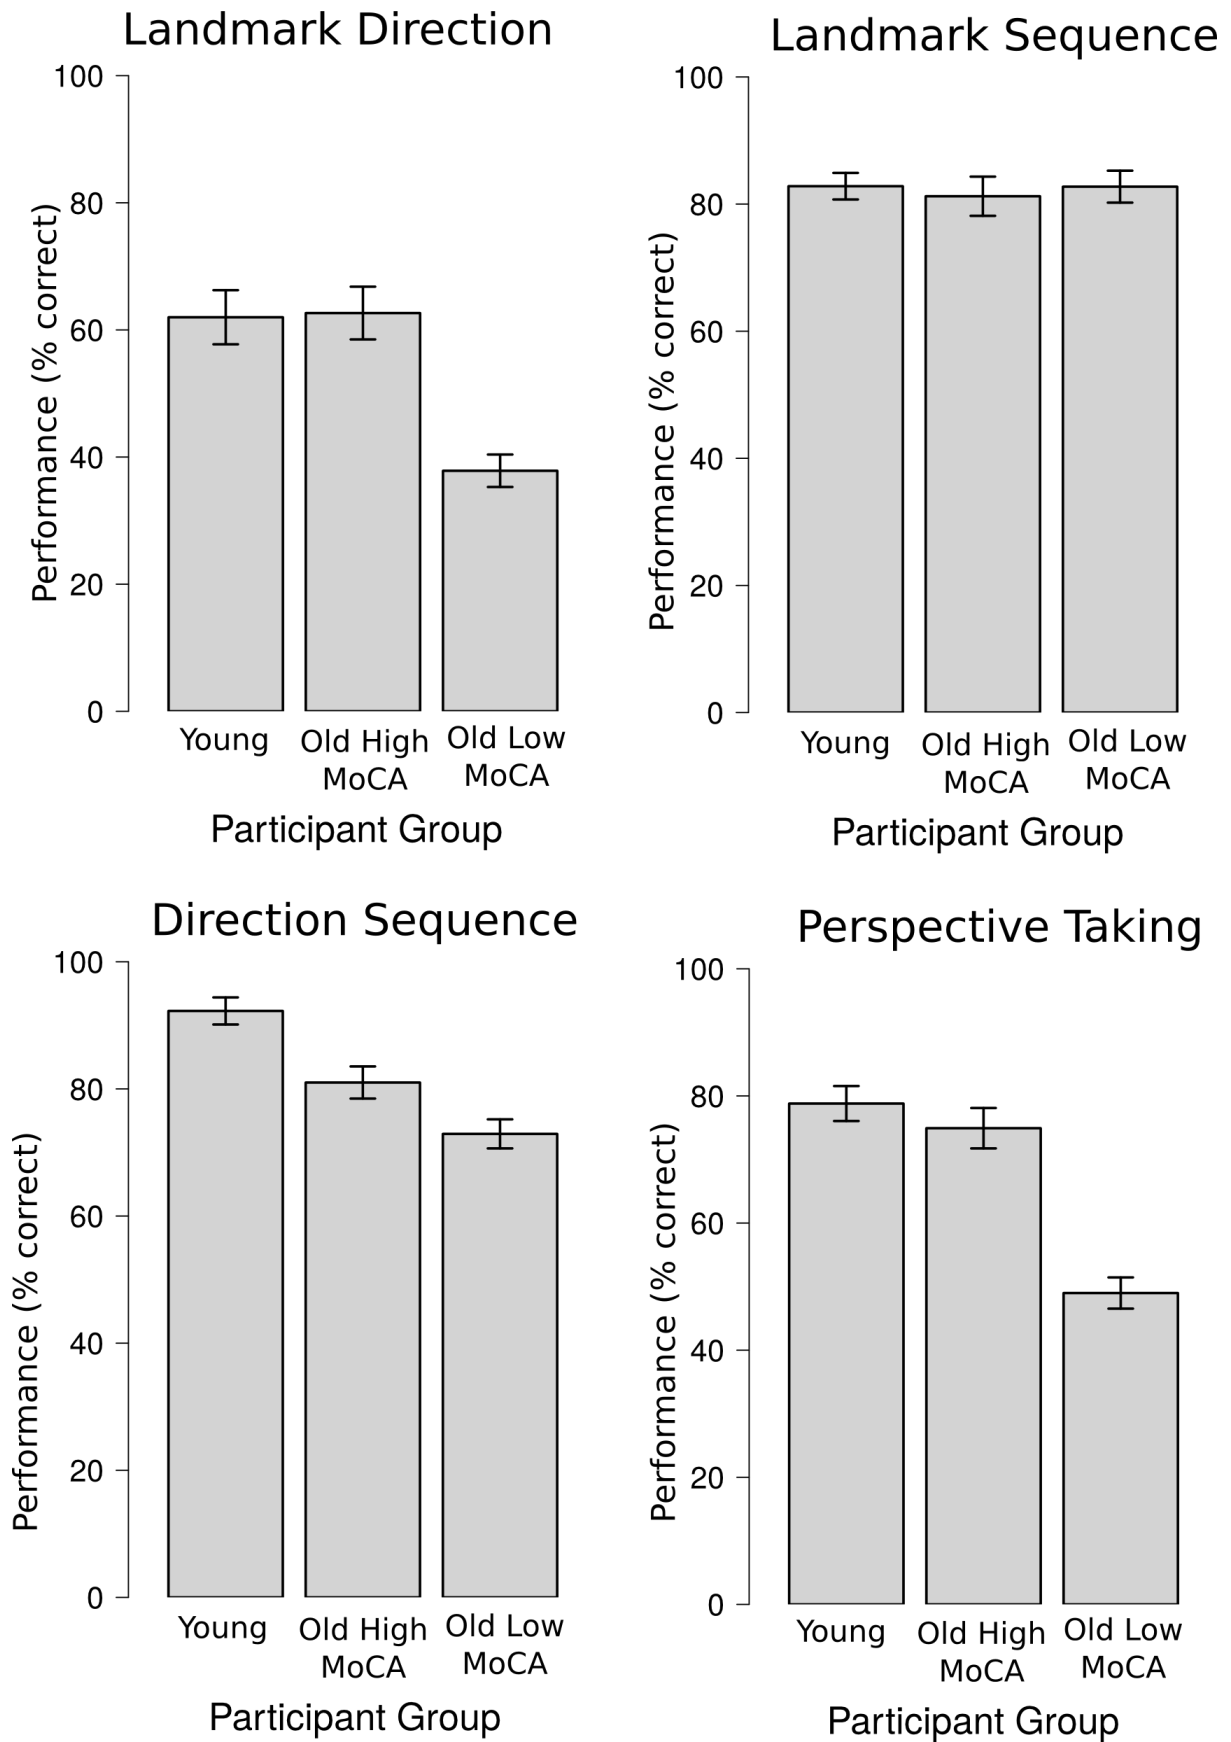 Landmark Direction
100
80
60
40
20
0
Performance (% correct)
Young
Old High
MoCA
Old Low
MoCA
Participant Group
Landmark Sequence
100
80
60
40
20
0
Performance (% correct)
Young
Old High
MoCA
Old Low
MoCA
Participant Group
Direction Sequence
100
80
60
40
20
0
Performance (% correct)
Young
Old High
MoCA
Old Low
MoCA
Participant Group
Perspective Taking
100
80
60
40
20
0
Performance (% correct)
Young
Old High
MoCA
Old Low
MoCA
Participant Group